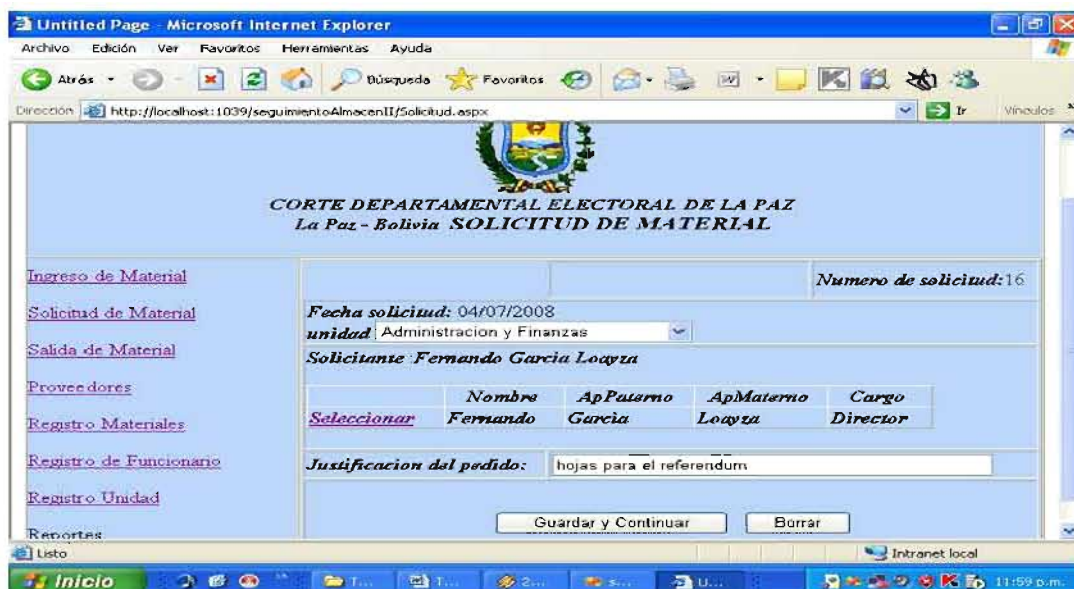 Untitled Page - Microsoft Internet Explorer
Archivo Edición Ver Favoritos Herramientas Ayuda
Atrás Búsqueda Favoritos
Dirección http://localhost:1039/seguimientoAlmacenII/Solicitud.aspx Ir Vínculos
CORTE DEPARTAMENTAL ELECTORAL DE LA PAZ
La Paz - Bolivia SOLICITUD DE MATERIAL
Ingreso de Material
Solicitud de Material
Salida de Material
Proveedores
Registro Materiales
Registro de Funcionario
Registro Unidad
Reportes
Numero de solicitud:16
Fecha solicitud: 04/07/2008
unidad Administracion y Finanzas
Solicitante :Fernando Garcìa Loayza
Nombre ApPaterno ApMaterno Cargo
Seleccionar Fernando Garcìa Loayza Director
Justificacion del pedido: hojas para el referendum
Guardar y Continuar Borrar
Listo Intranet local
Inicio T... T... 2... s... U... 11:59 p.m.